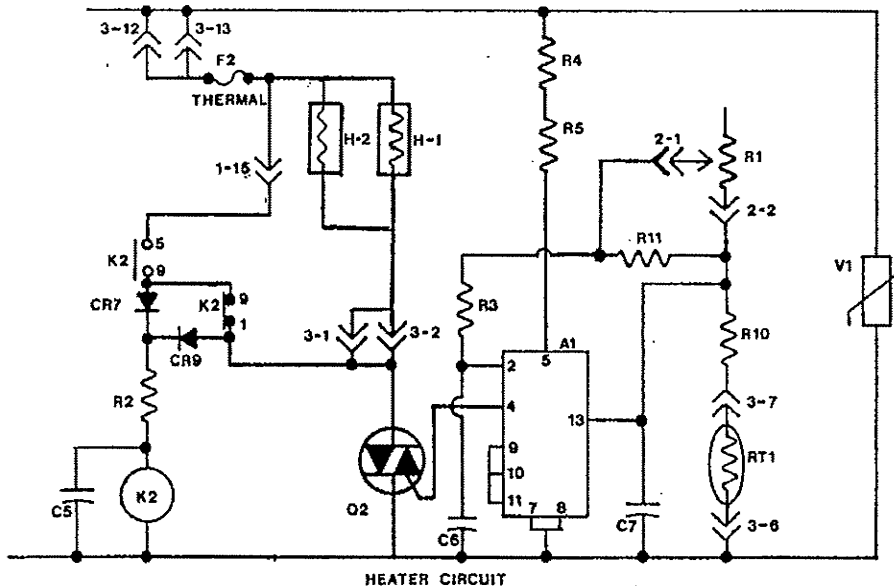 3-12
3-13
F2
THERMAL
H-2
H-1
R4
R5
2-1
R1
1-15
2-2
K2
5
9
CR7
K2
9
1
CR9
R11
V1
R3
3-1
3-2
A1
R10
R2
2
5
4
13
3-7
9
10
11
7
8
RT1
C5
K2
Q2
C6
C7
3-6
HEATER CIRCUIT